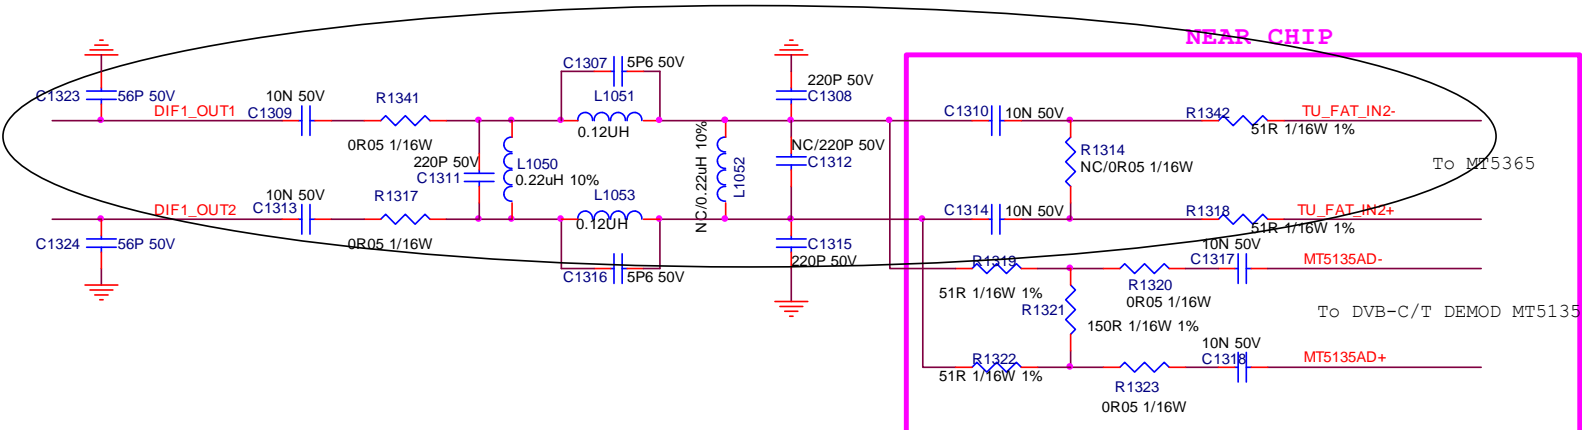 NEAR CHIP
C1307
5P6 50V
220P 50V
C1308
L1051
0.12UH
C1323
56P 50V
DIF1_OUT1
10N 50V
C1309
R1341
0R05 1/16W
C1310
10N 50V
R1342
51R 1/16W 1%
TU_FAT_IN2-
220P 50V
C1311
L1050
0.22uH 10%
NC/0.22uH 10%
L1052
NC/220P 50V
C1312
R1314
NC/0R05 1/16W
To MT5365
DIF1_OUT2
10N 50V
C1313
R1317
0R05 1/16W
L1053
0.12UH
C1314
10N 50V
R1318
51R 1/16W 1%
TU_FAT_IN2+
C1324
56P 50V
C1316
5P6 50V
C1315
220P 50V
R1319
51R 1/16W 1%
R1320
0R05 1/16W
10N 50V
C1317
MT5135AD-
R1321
150R 1/16W 1%
To DVB-C/T DEMOD MT5135
R1322
51R 1/16W 1%
R1323
0R05 1/16W
10N 50V
C1318
MT5135AD+